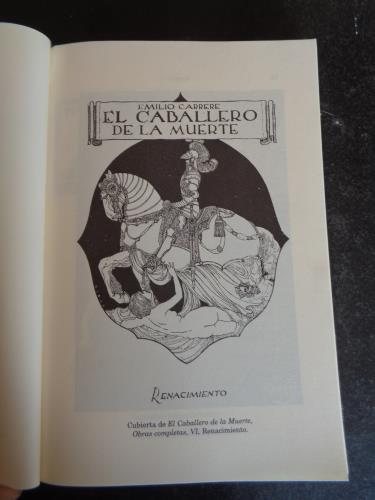 EMILIO CARRERE
EL CABALLERO
DE LA MUERTE
RENACIMIENTO
Cubierta de El Caballero de la Muerte,
Obras completas, VI, Renacimiento.